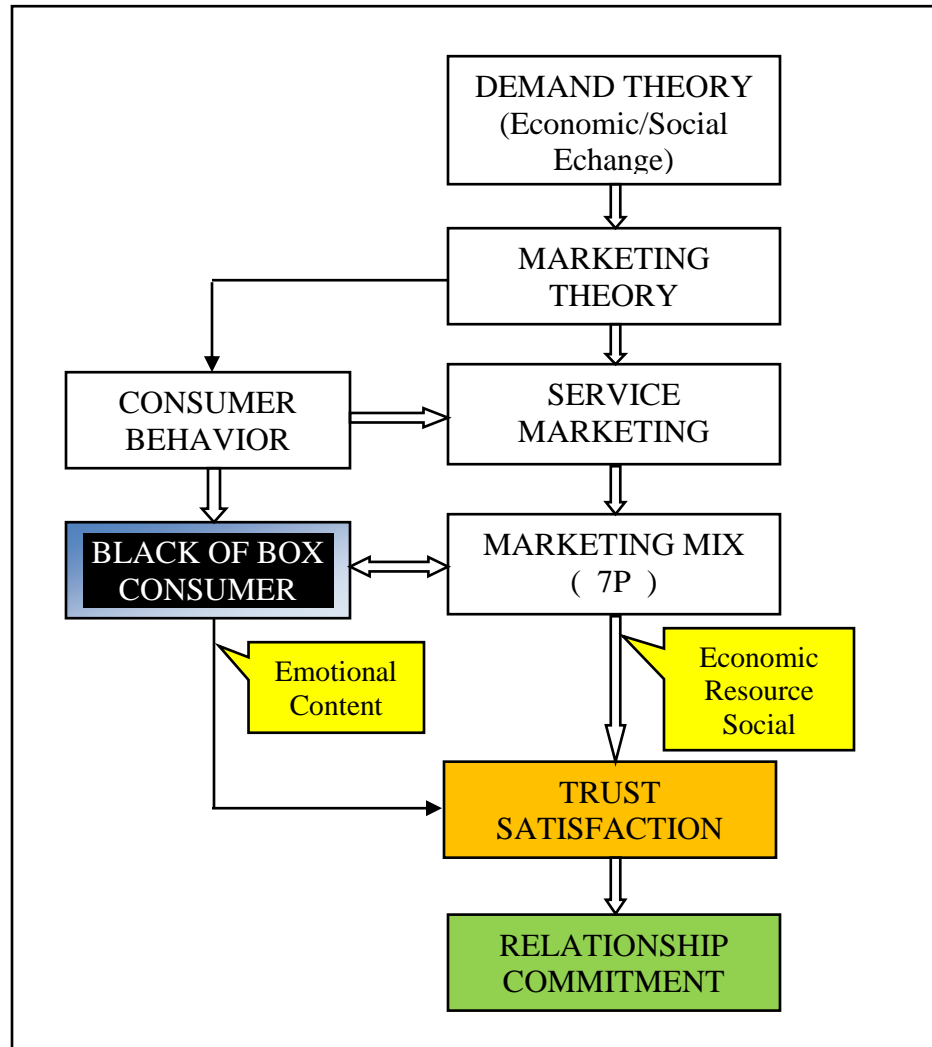 DEMAND THEORY
(Economic/Social
Echange)
MARKETING
THEORY
CONSUMER
BEHAVIOR
SERVICE
MARKETING
BLACK OF BOX
CONSUMER
MARKETING MIX
( 7P )
Emotional
Content
Economic
Resource
Social
TRUST
SATISFACTION
RELATIONSHIP
COMMITMENT